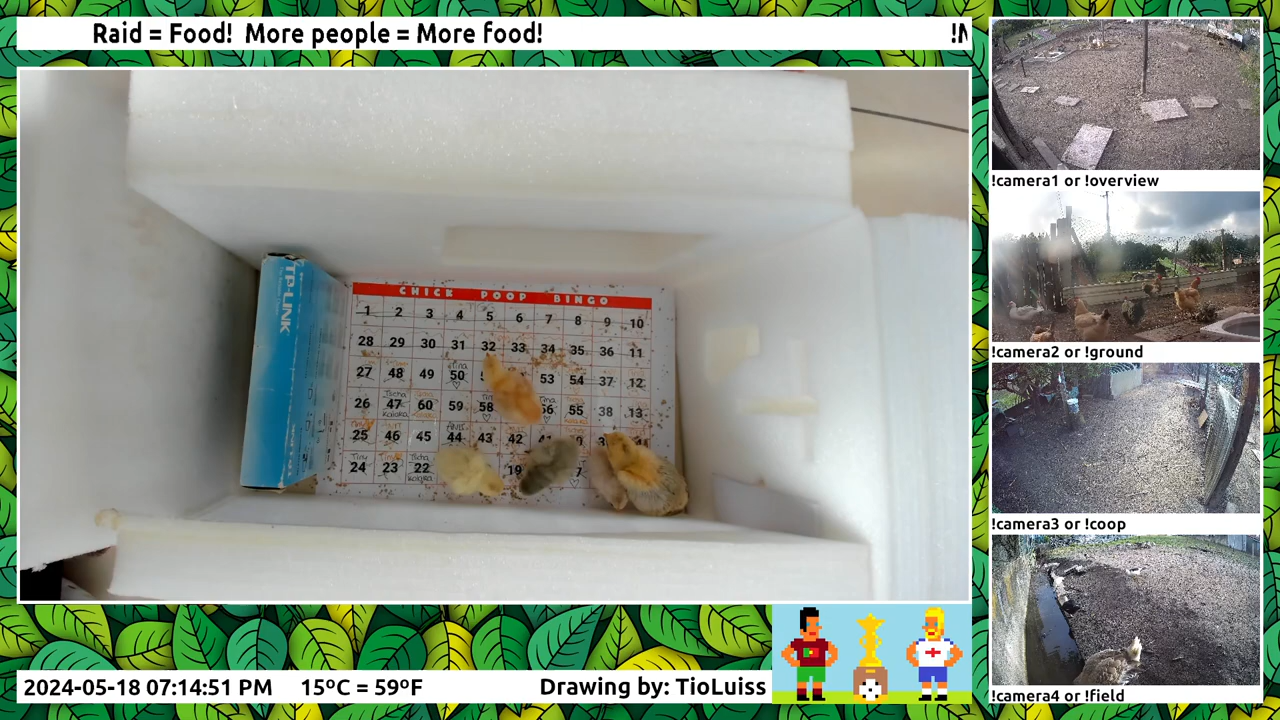 Raid = Food!  More people = More food!
!camera1 or !overview
TP-LINK
CHICK POOP BINGO
1 2 3 4 5 6 7 8 9 10
28 29 30 31 32 33 34 35 36 11
27 48 49 50 53 54 37 12
26 47 60 59 58 56 55 38 13
25 46 45 44 43 42
24 23 22 19
!camera2 or !ground
!camera3 or !coop
!camera4 or !field
2024-05-18 07:14:51 PM
15ºC = 59ºF
Drawing by: TioLuiss